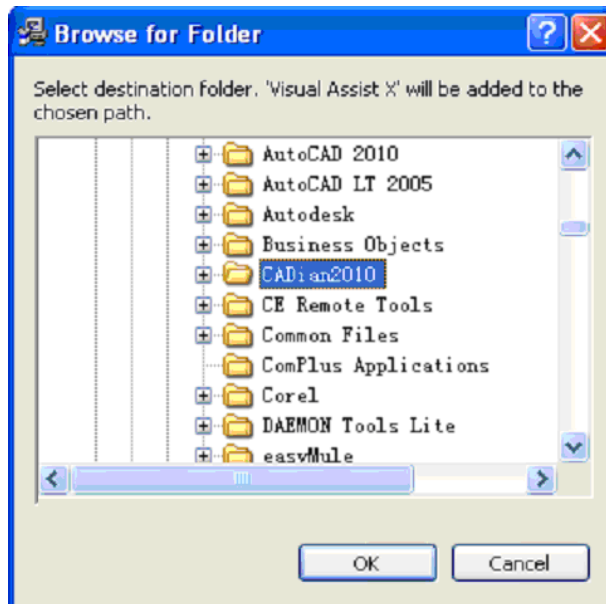 Browse for Folder
Select destination folder. 'Visual Assist X' will be added to the
chosen path.
AutoCAD 2010
AutoCAD LT 2005
Autodesk
Business Objects
CADian2010
CE Remote Tools
Common Files
ComPlus Applications
Corel
DAEMON Tools Lite
easyMule
OK
Cancel